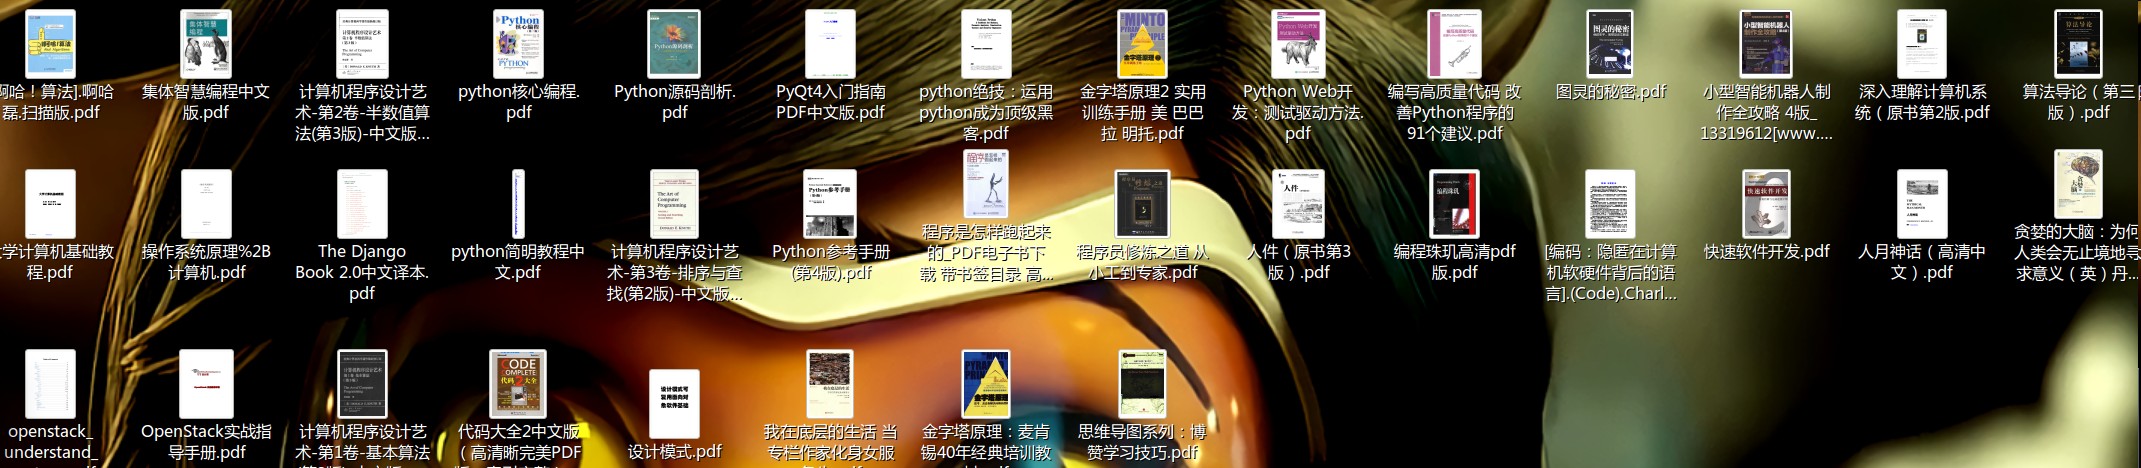 啊哈！算法].啊哈
磊.扫描版.pdf
集体智慧编程中文
版.pdf
计算机程序设计艺
术-第2卷-半数值算
法(第3版)-中文版...
python核心编程.
pdf
Python源码剖析.
pdf
PyQt4入门指南
PDF中文版.pdf
python绝技：运用
python成为顶级黑
客.pdf
金字塔原理2 实用
训练手册 美 巴巴
拉 明托.pdf
Python Web开
发：测试驱动方法.
pdf
编写高质量代码 改
善Python程序的
91个建议.pdf
图灵的秘密.pdf
小型智能机器人制
作全攻略 4版_
13319612[www....
深入理解计算机系
统（原书第2版.pdf
算法导论（第三
版）.pdf
学计算机基础教
程.pdf
操作系统原理%2B
计算机.pdf
The Django
Book 2.0中文译本.
pdf
python简明教程中
文.pdf
计算机程序设计艺
术-第3卷-排序与查
找(第2版)-中文版...
Python参考手册
(第4版).pdf
程序是怎样跑起来
的_PDF电子书下
载 带书签目录 高...
程序员修炼之道 从
小工到专家.pdf
人件（原书第3
版）.pdf
编程珠玑高清pdf
版.pdf
[编码：隐匿在计算
机软硬件背后的语
言].(Code).Charl...
快速软件开发.pdf
人月神话（高清中
文）.pdf
贪婪的大脑：为何
人类会无止境地寻
求意义（英）丹...
openstack_
understand_
OpenStack实战指
导手册.pdf
计算机程序设计艺
术-第1卷-基本算法
代码大全2中文版
（高清晰完美PDF
设计模式.pdf
我在底层的生活 当
专栏作家化身女服
金字塔原理：麦肯
锡40年经典培训教
思维导图系列：博
赞学习技巧.pdf